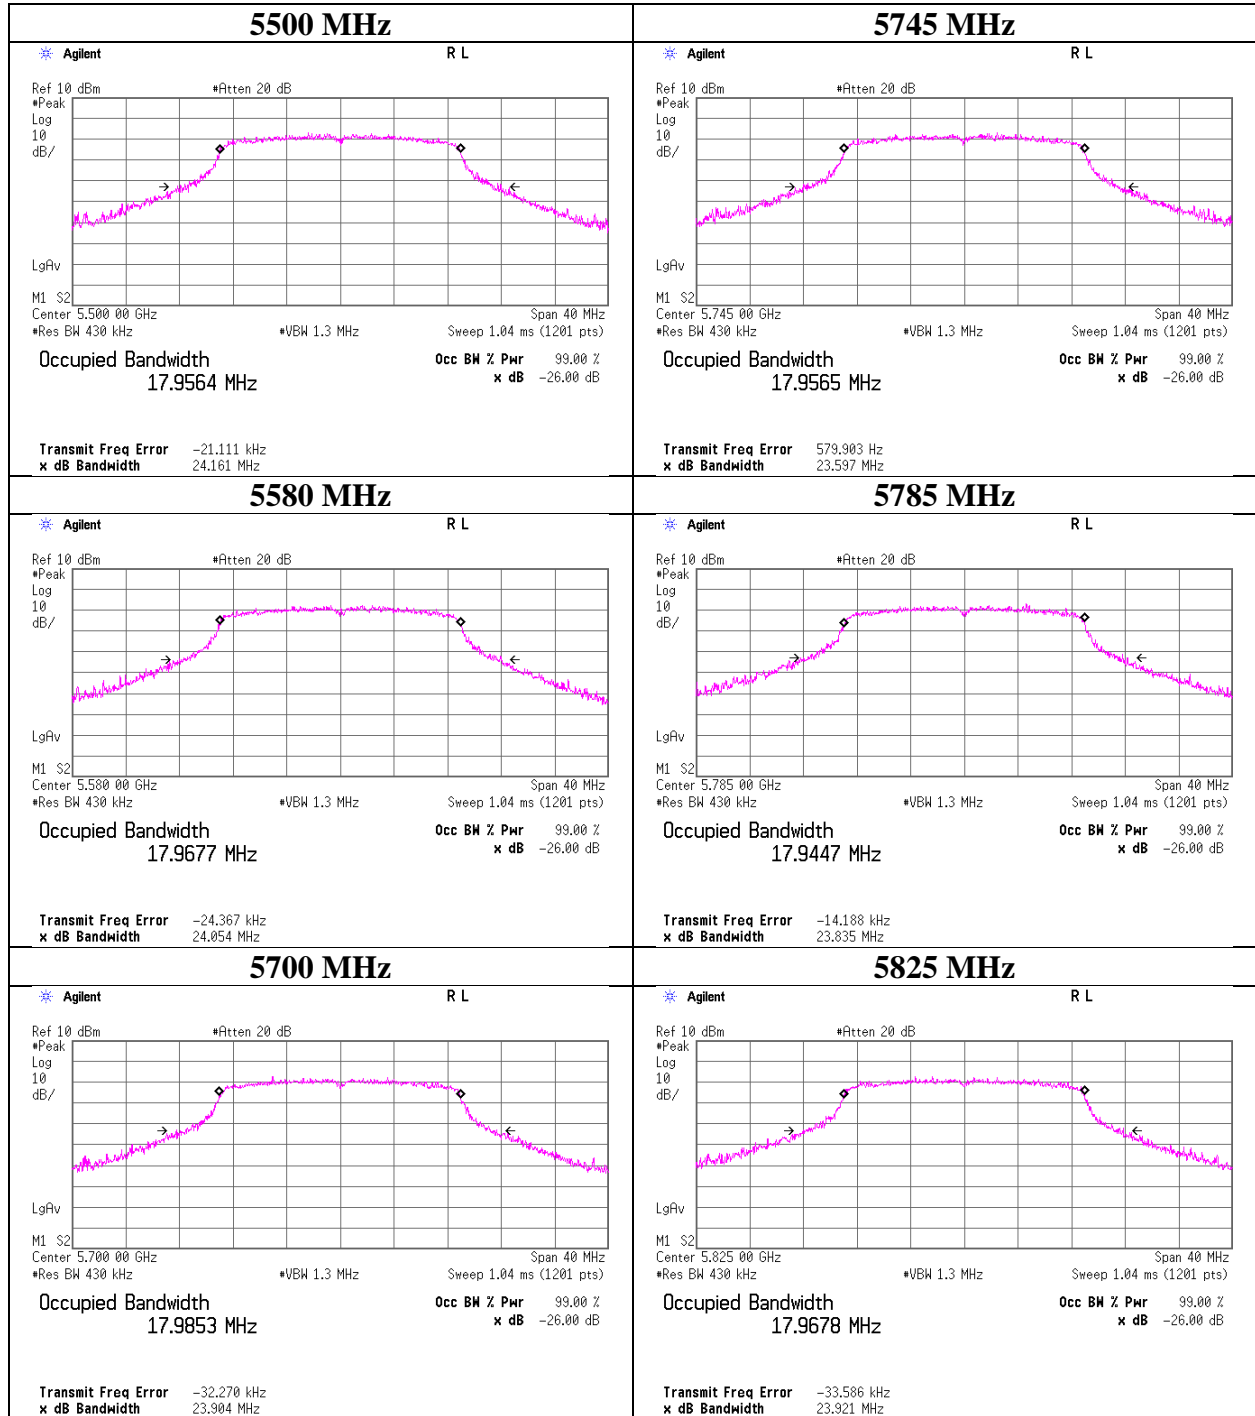 5500 MHz
Agilent R L
Ref 10 dBm #Atten 20 dB
#Peak
Log
10
dB/
LgAv
M1 S2
Center 5.500 00 GHz Span 40 MHz
#Res BW 430 kHz #VBW 1.3 MHz Sweep 1.04 ms (1201 pts)
Occupied Bandwidth Occ BW % Pwr 99.00 %
17.9564 MHz x dB -26.00 dB
Transmit Freq Error -21.111 kHz
x dB Bandwidth 24.161 MHz
5745 MHz
Agilent R L
Ref 10 dBm #Atten 20 dB
#Peak
Log
10
dB/
LgAv
M1 S2
Center 5.745 00 GHz Span 40 MHz
#Res BW 430 kHz #VBW 1.3 MHz Sweep 1.04 ms (1201 pts)
Occupied Bandwidth Occ BW % Pwr 99.00 %
17.9565 MHz x dB -26.00 dB
Transmit Freq Error 579.903 Hz
x dB Bandwidth 23.597 MHz
5580 MHz
Agilent R L
Ref 10 dBm #Atten 20 dB
#Peak
Log
10
dB/
LgAv
M1 S2
Center 5.580 00 GHz Span 40 MHz
#Res BW 430 kHz #VBW 1.3 MHz Sweep 1.04 ms (1201 pts)
Occupied Bandwidth Occ BW % Pwr 99.00 %
17.9677 MHz x dB -26.00 dB
Transmit Freq Error -24.367 kHz
x dB Bandwidth 24.054 MHz
5785 MHz
Agilent R L
Ref 10 dBm #Atten 20 dB
#Peak
Log
10
dB/
LgAv
M1 S2
Center 5.785 00 GHz Span 40 MHz
#Res BW 430 kHz #VBW 1.3 MHz Sweep 1.04 ms (1201 pts)
Occupied Bandwidth Occ BW % Pwr 99.00 %
17.9447 MHz x dB -26.00 dB
Transmit Freq Error -14.188 kHz
x dB Bandwidth 23.835 MHz
5700 MHz
Agilent R L
Ref 10 dBm #Atten 20 dB
#Peak
Log
10
dB/
LgAv
M1 S2
Center 5.700 00 GHz Span 40 MHz
#Res BW 430 kHz #VBW 1.3 MHz Sweep 1.04 ms (1201 pts)
Occupied Bandwidth Occ BW % Pwr 99.00 %
17.9853 MHz x dB -26.00 dB
Transmit Freq Error -32.270 kHz
x dB Bandwidth 23.904 MHz
5825 MHz
Agilent R L
Ref 10 dBm #Atten 20 dB
#Peak
Log
10
dB/
LgAv
M1 S2
Center 5.825 00 GHz Span 40 MHz
#Res BW 430 kHz #VBW 1.3 MHz Sweep 1.04 ms (1201 pts)
Occupied Bandwidth Occ BW % Pwr 99.00 %
17.9678 MHz x dB -26.00 dB
Transmit Freq Error -33.586 kHz
x dB Bandwidth 23.921 MHz